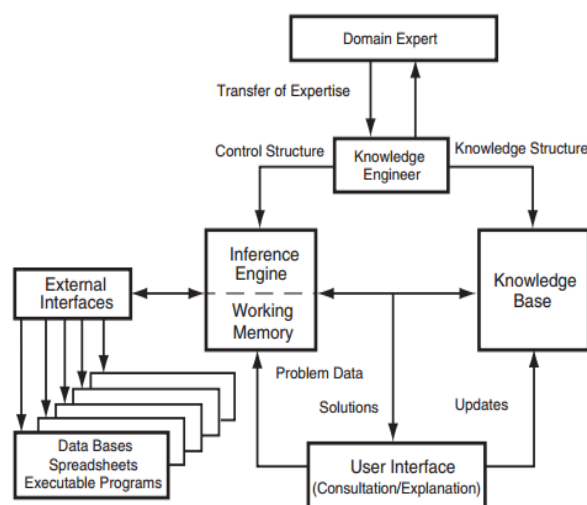 Domain Expert
Transfer of Expertise
Control Structure
Knowledge
Engineer
Knowledge Structure
Inference
Engine
Working
Memory
External
Interfaces
Knowledge
Base
Problem Data
Solutions
Updates
Data Bases
Spreadsheets
Executable Programs
User Interface
(Consultation/Explanation)